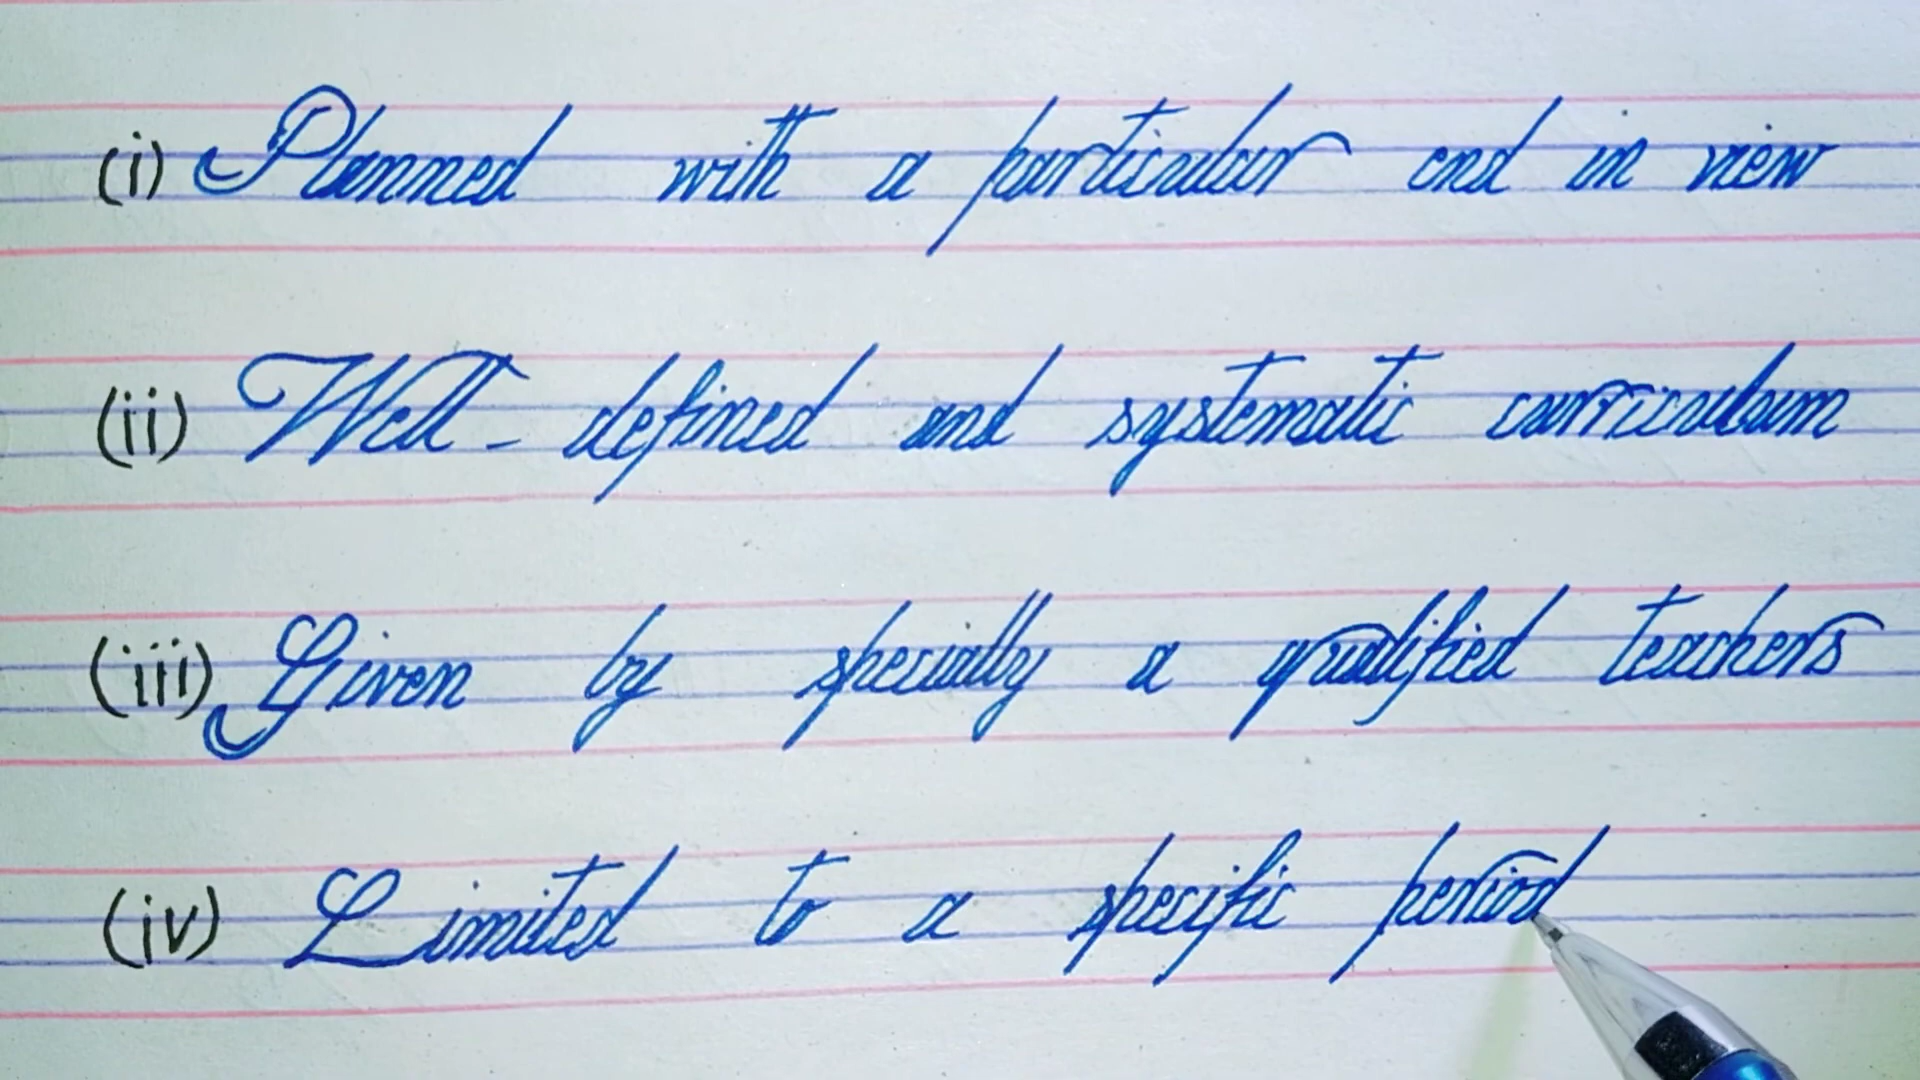 (i) Planned with a particular end in view
(ii) Well-defined and systematic curriculum
(iii) Given by specially a qualified teachers
(iv) Limited to a specific period